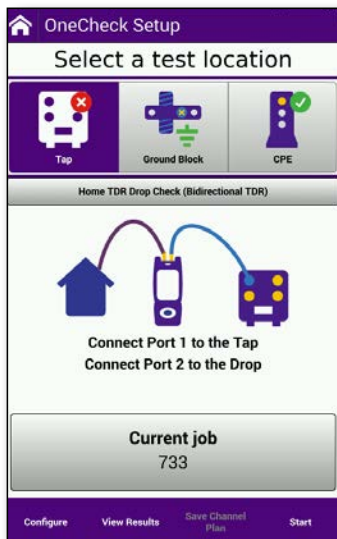 OneCheck Setup
Select a test location
Tap
Ground Block
CPE
Home TDR Drop Check (Bidirectional TDR)
Connect Port 1 to the Tap
Connect Port 2 to the Drop
Current job
733
Configure
View Results
Save Channel
Plan
Start